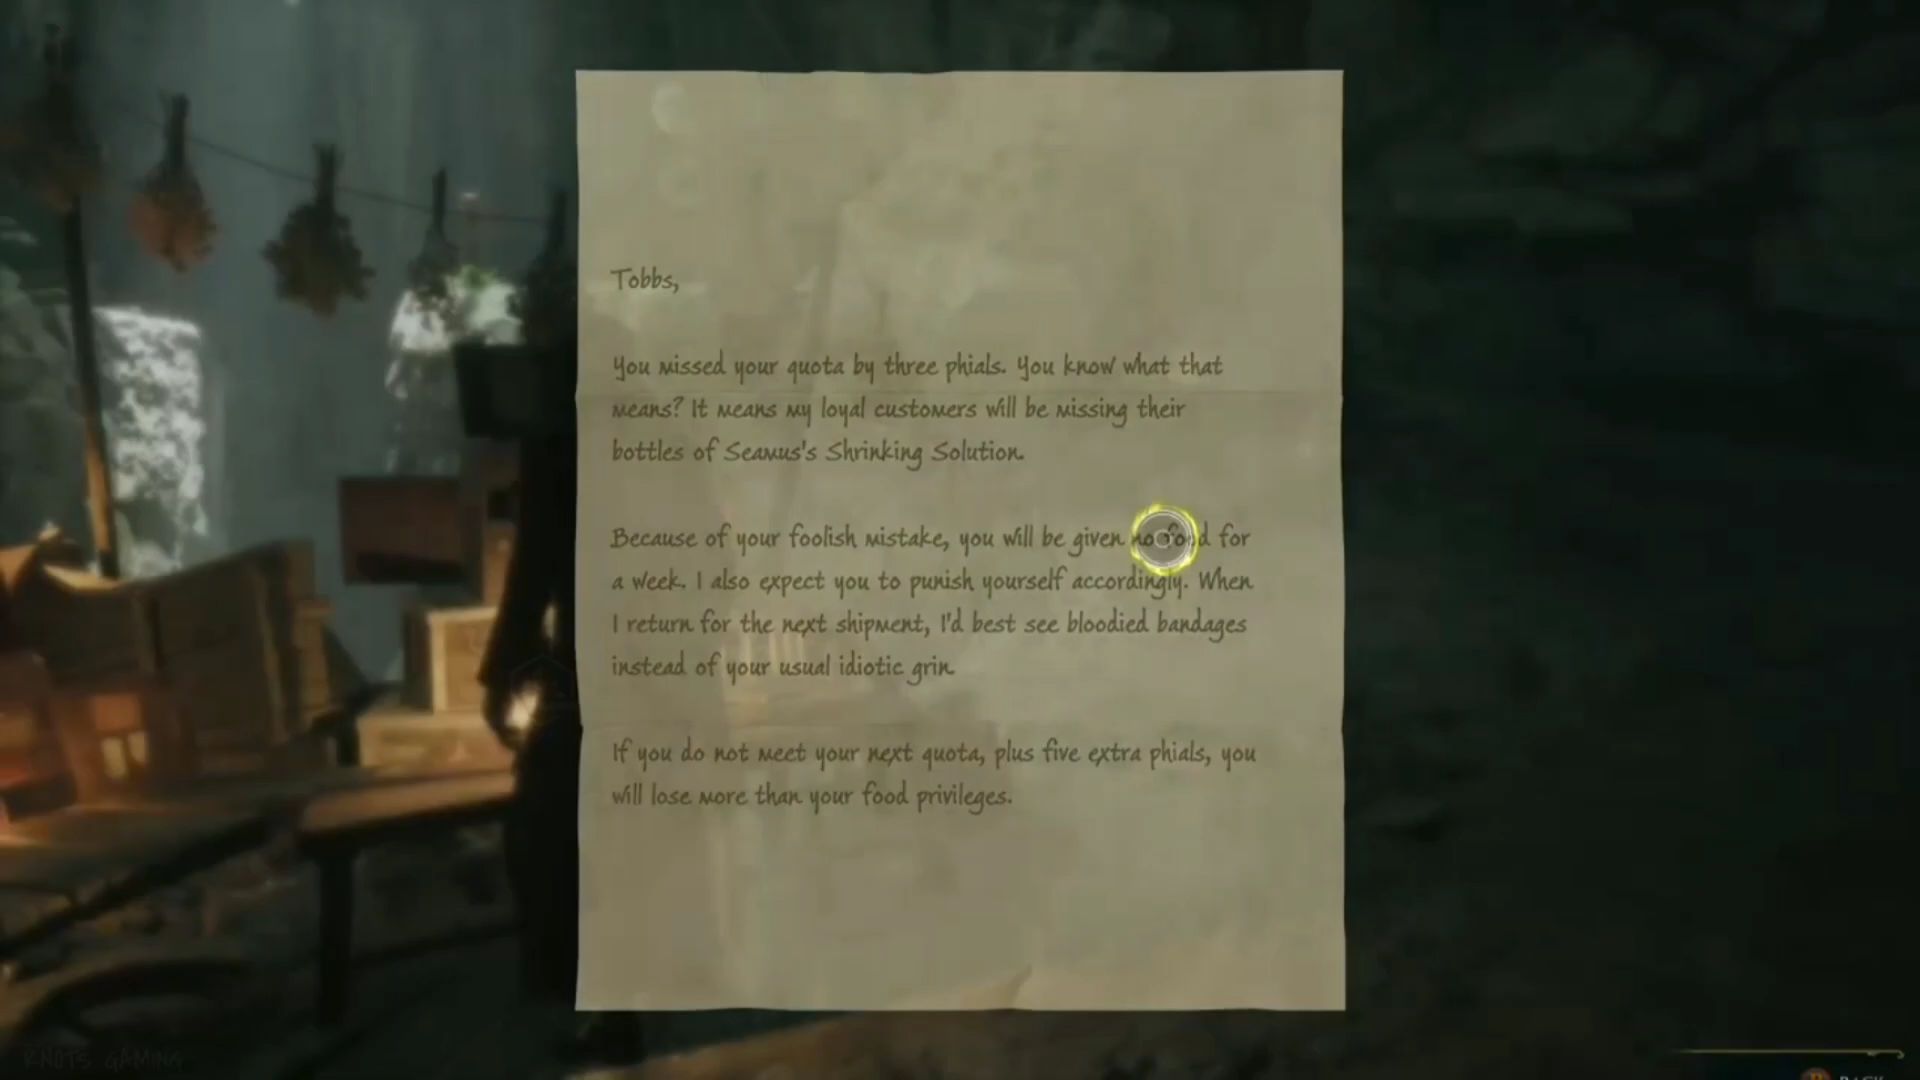 Tobbs,
You missed your quota by three phials. You know what that
means? It means my loyal customers will be missing their
bottles of Seamus's Shrinking Solution.
Because of your foolish mistake, you will be given no food for
a week. I also expect you to punish yourself accordingly. When
I return for the next shipment, I'd best see bloodied bandages
instead of your usual idiotic grin.
If you do not meet your next quota, plus five extra phials, you
will lose more than your food privileges.
KNOTS GAMING